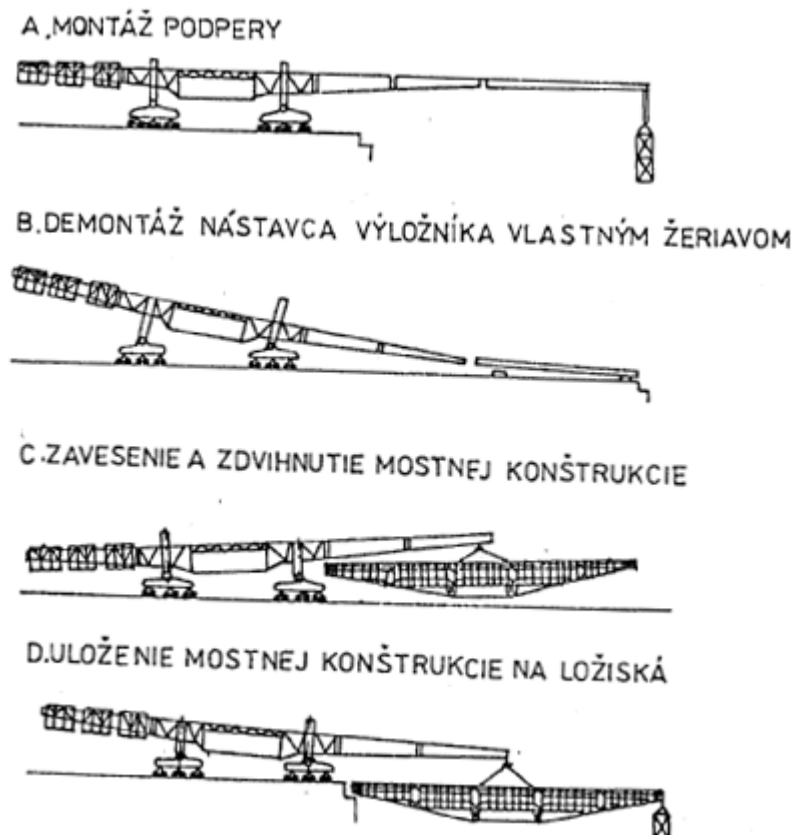 A.MONTÁŽ PODPERY
B.DEMONTÁŽ NÁSTAVCA VÝLOŽNÍKA VLASTNÝM ŽERIAVOM
C.ZAVESENIE A ZDVIHNUTIE MOSTNEJ KONŠTRUKCIE
D.ULOŽENIE MOSTNEJ KONŠTRUKCIE NA LOŽISKÁ